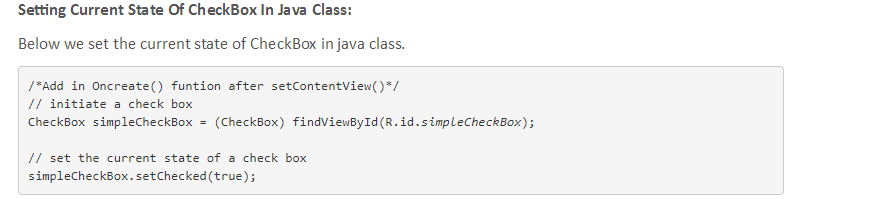 Setting Current State Of CheckBox In Java Class:
Below we set the current state of CheckBox in java class.
/*Add in Oncreate() funtion after setContentView()*/
// initiate a check box
CheckBox simpleCheckBox = (CheckBox) findViewById(R.id.simpleCheckBox);
// set the current state of a check box
simpleCheckBox.setChecked(true);